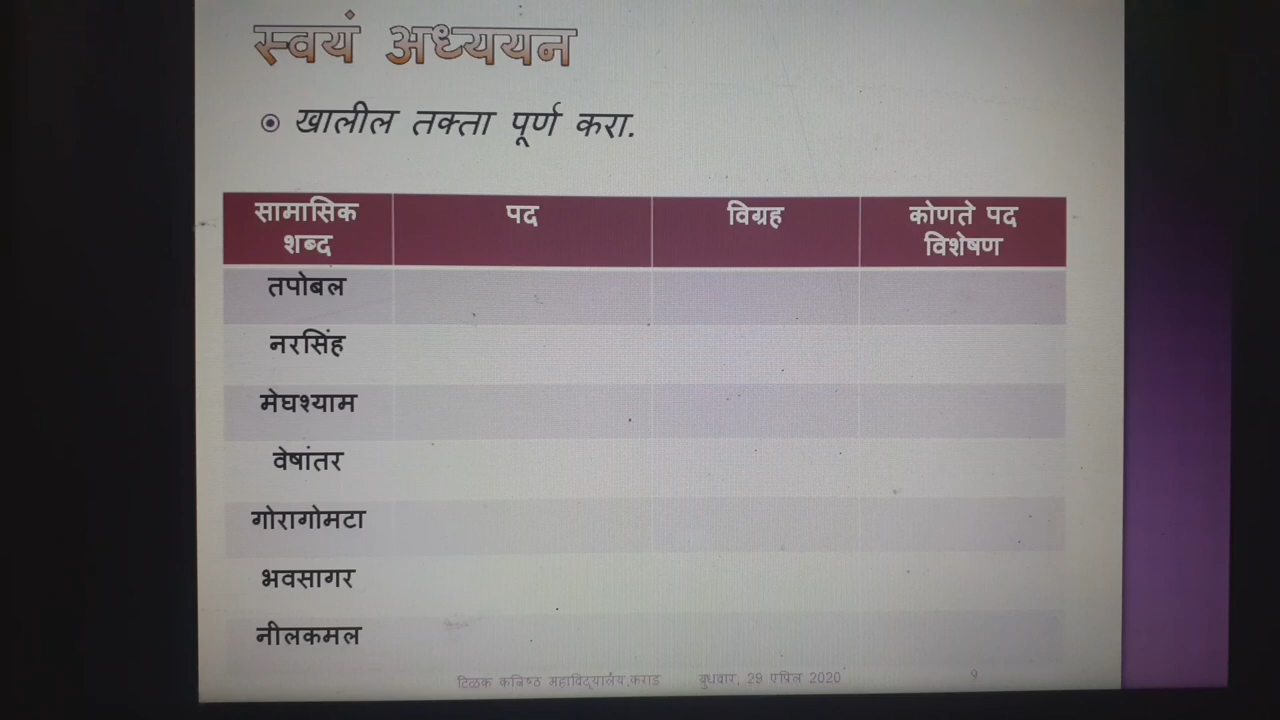 स्वयं अध्ययन
खालील तक्ता पूर्ण करा.
सामासिक शब्द पद विग्रह कोणते पद विशेषण
तपोबल
नरसिंह
मेघश्याम
वेषांतर
गोरागोमटा
भवसागर
नीलकमल
टिळक कनिष्ठ महाविद्यालय,कराड बुधवार, 29 एप्रिल 2020 9